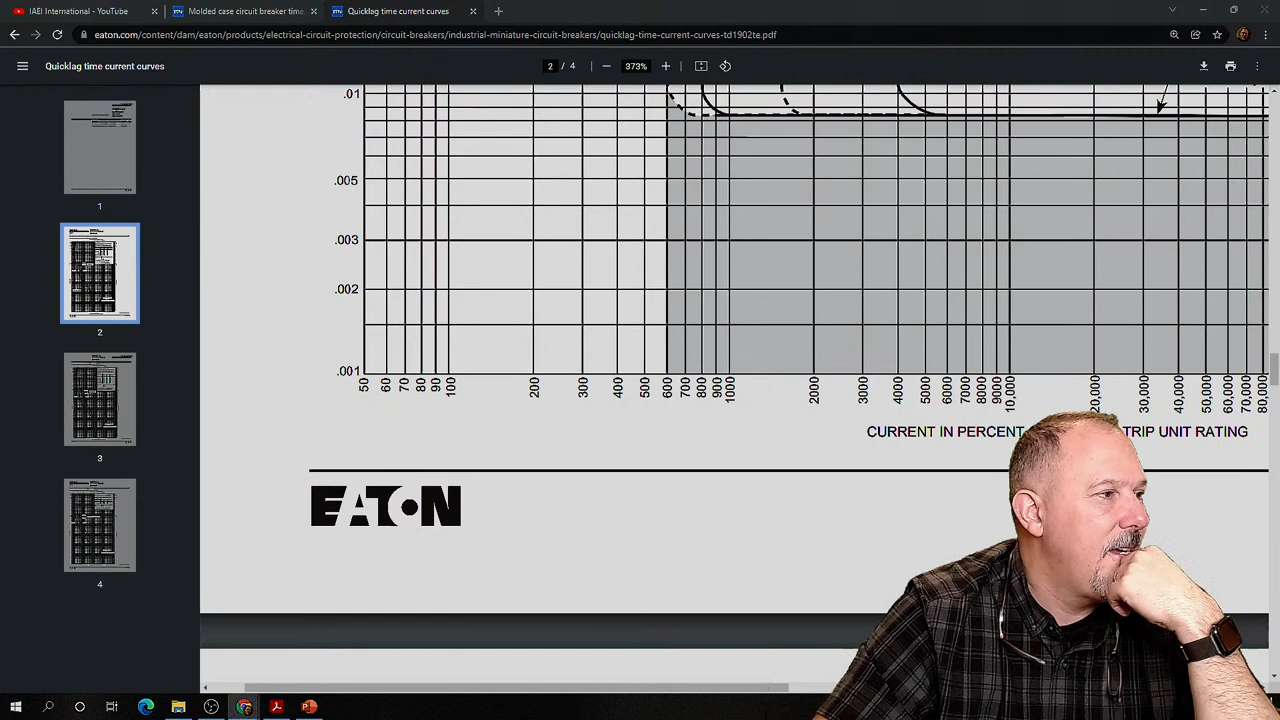 IAEI International - YouTube
Molded case circuit breaker time
Quicklag time current curves
eaton.com/content/dam/eaton/products/electrical-circuit-protection/circuit-breakers/industrial-miniature-circuit-breakers/quicklag-time-current-curves-td1902te.pdf
Quicklag time current curves
2 / 4
373%
1
2
3
4
.01
.005
.003
.002
.001
50 60 70 80 90 100 200 300 400 500 600 700 800 900 1000 2000 3000 4000 5000 6000 7000 8000 9000 10,000 20,000 30,000 40,000 50,000 60,000 70,000 80,000
CURRENT IN PERCENT TRIP UNIT RATING
EATON